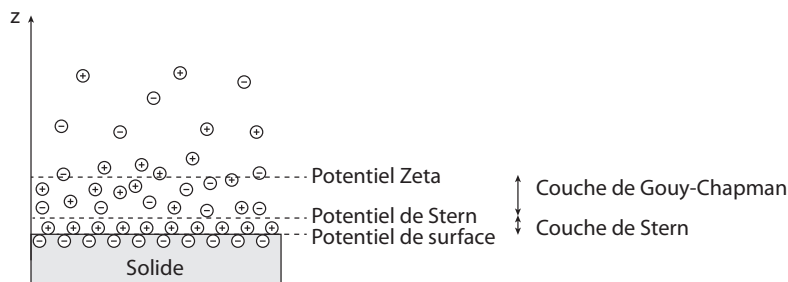 z
Potentiel Zeta
Couche de Gouy-Chapman
Potentiel de Stern
Couche de Stern
Potentiel de surface
Solide